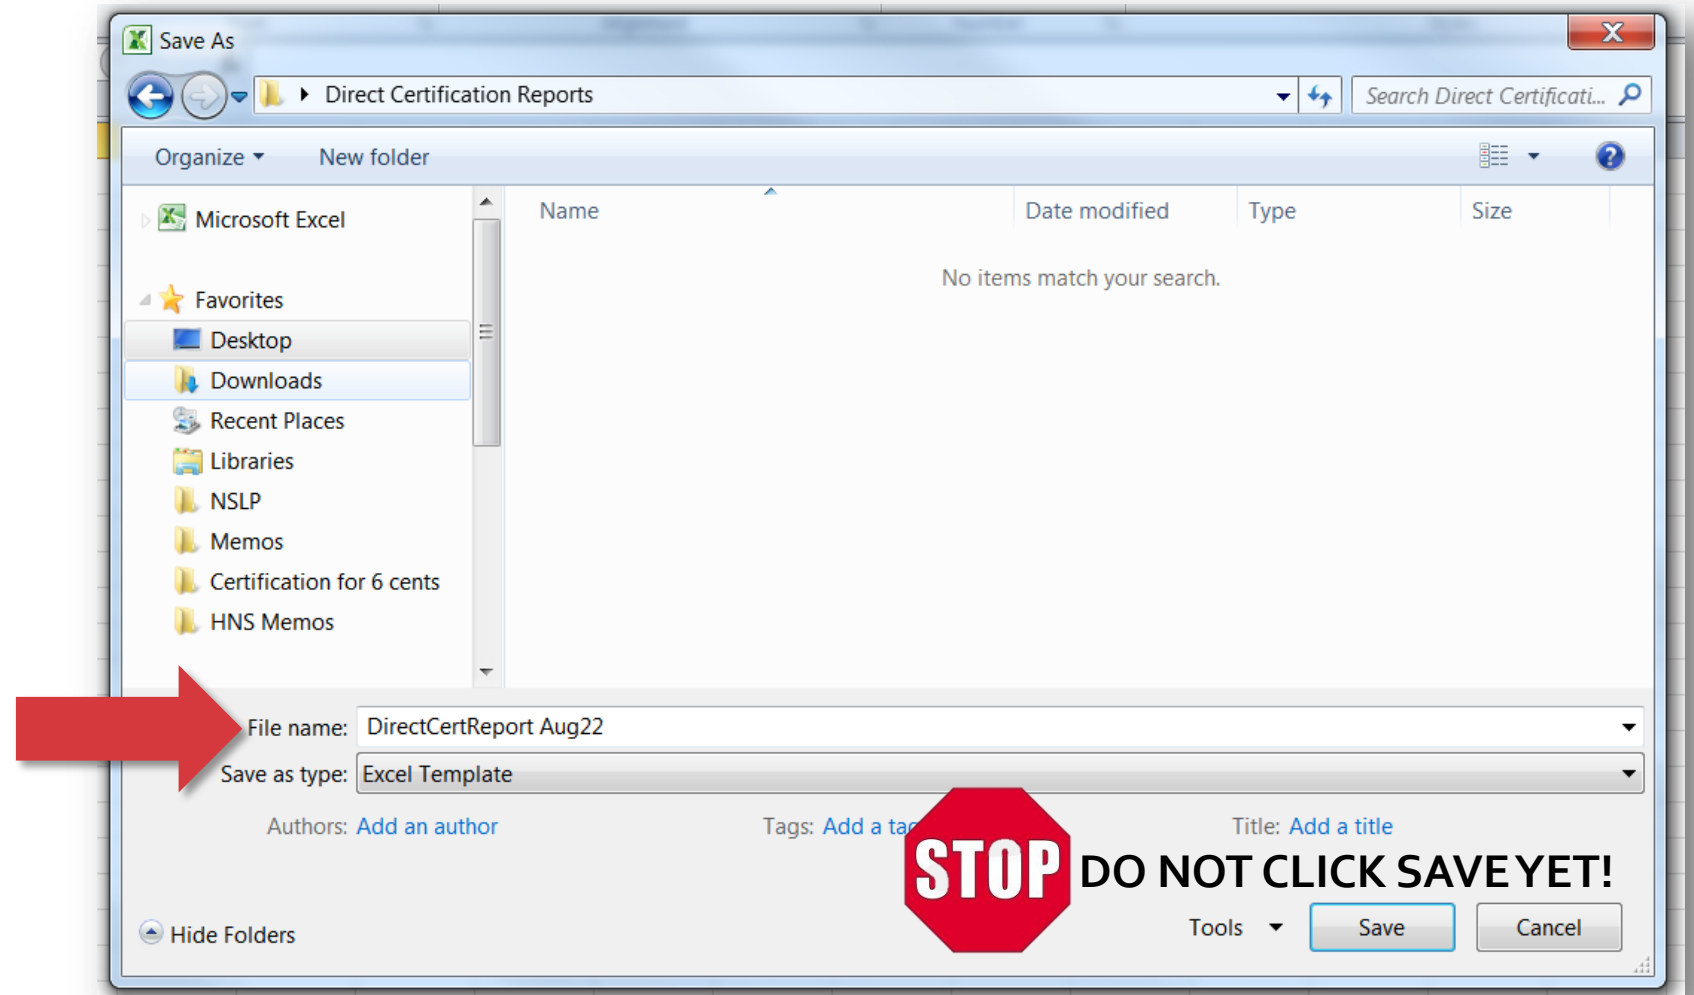 Save As
Direct Certification Reports
Search Direct Certificati...
Organize
New folder
Microsoft Excel
Name
Date modified
Type
Size
No items match your search.
Favorites
Desktop
Downloads
Recent Places
Libraries
NSLP
Memos
Certification for 6 cents
HNS Memos
File name: DirectCertReport Aug22
Save as type: Excel Template
Authors: Add an author
Tags: Add a tag
Title: Add a title
STOP DO NOT CLICK SAVE YET!
Hide Folders
Tools
Save
Cancel